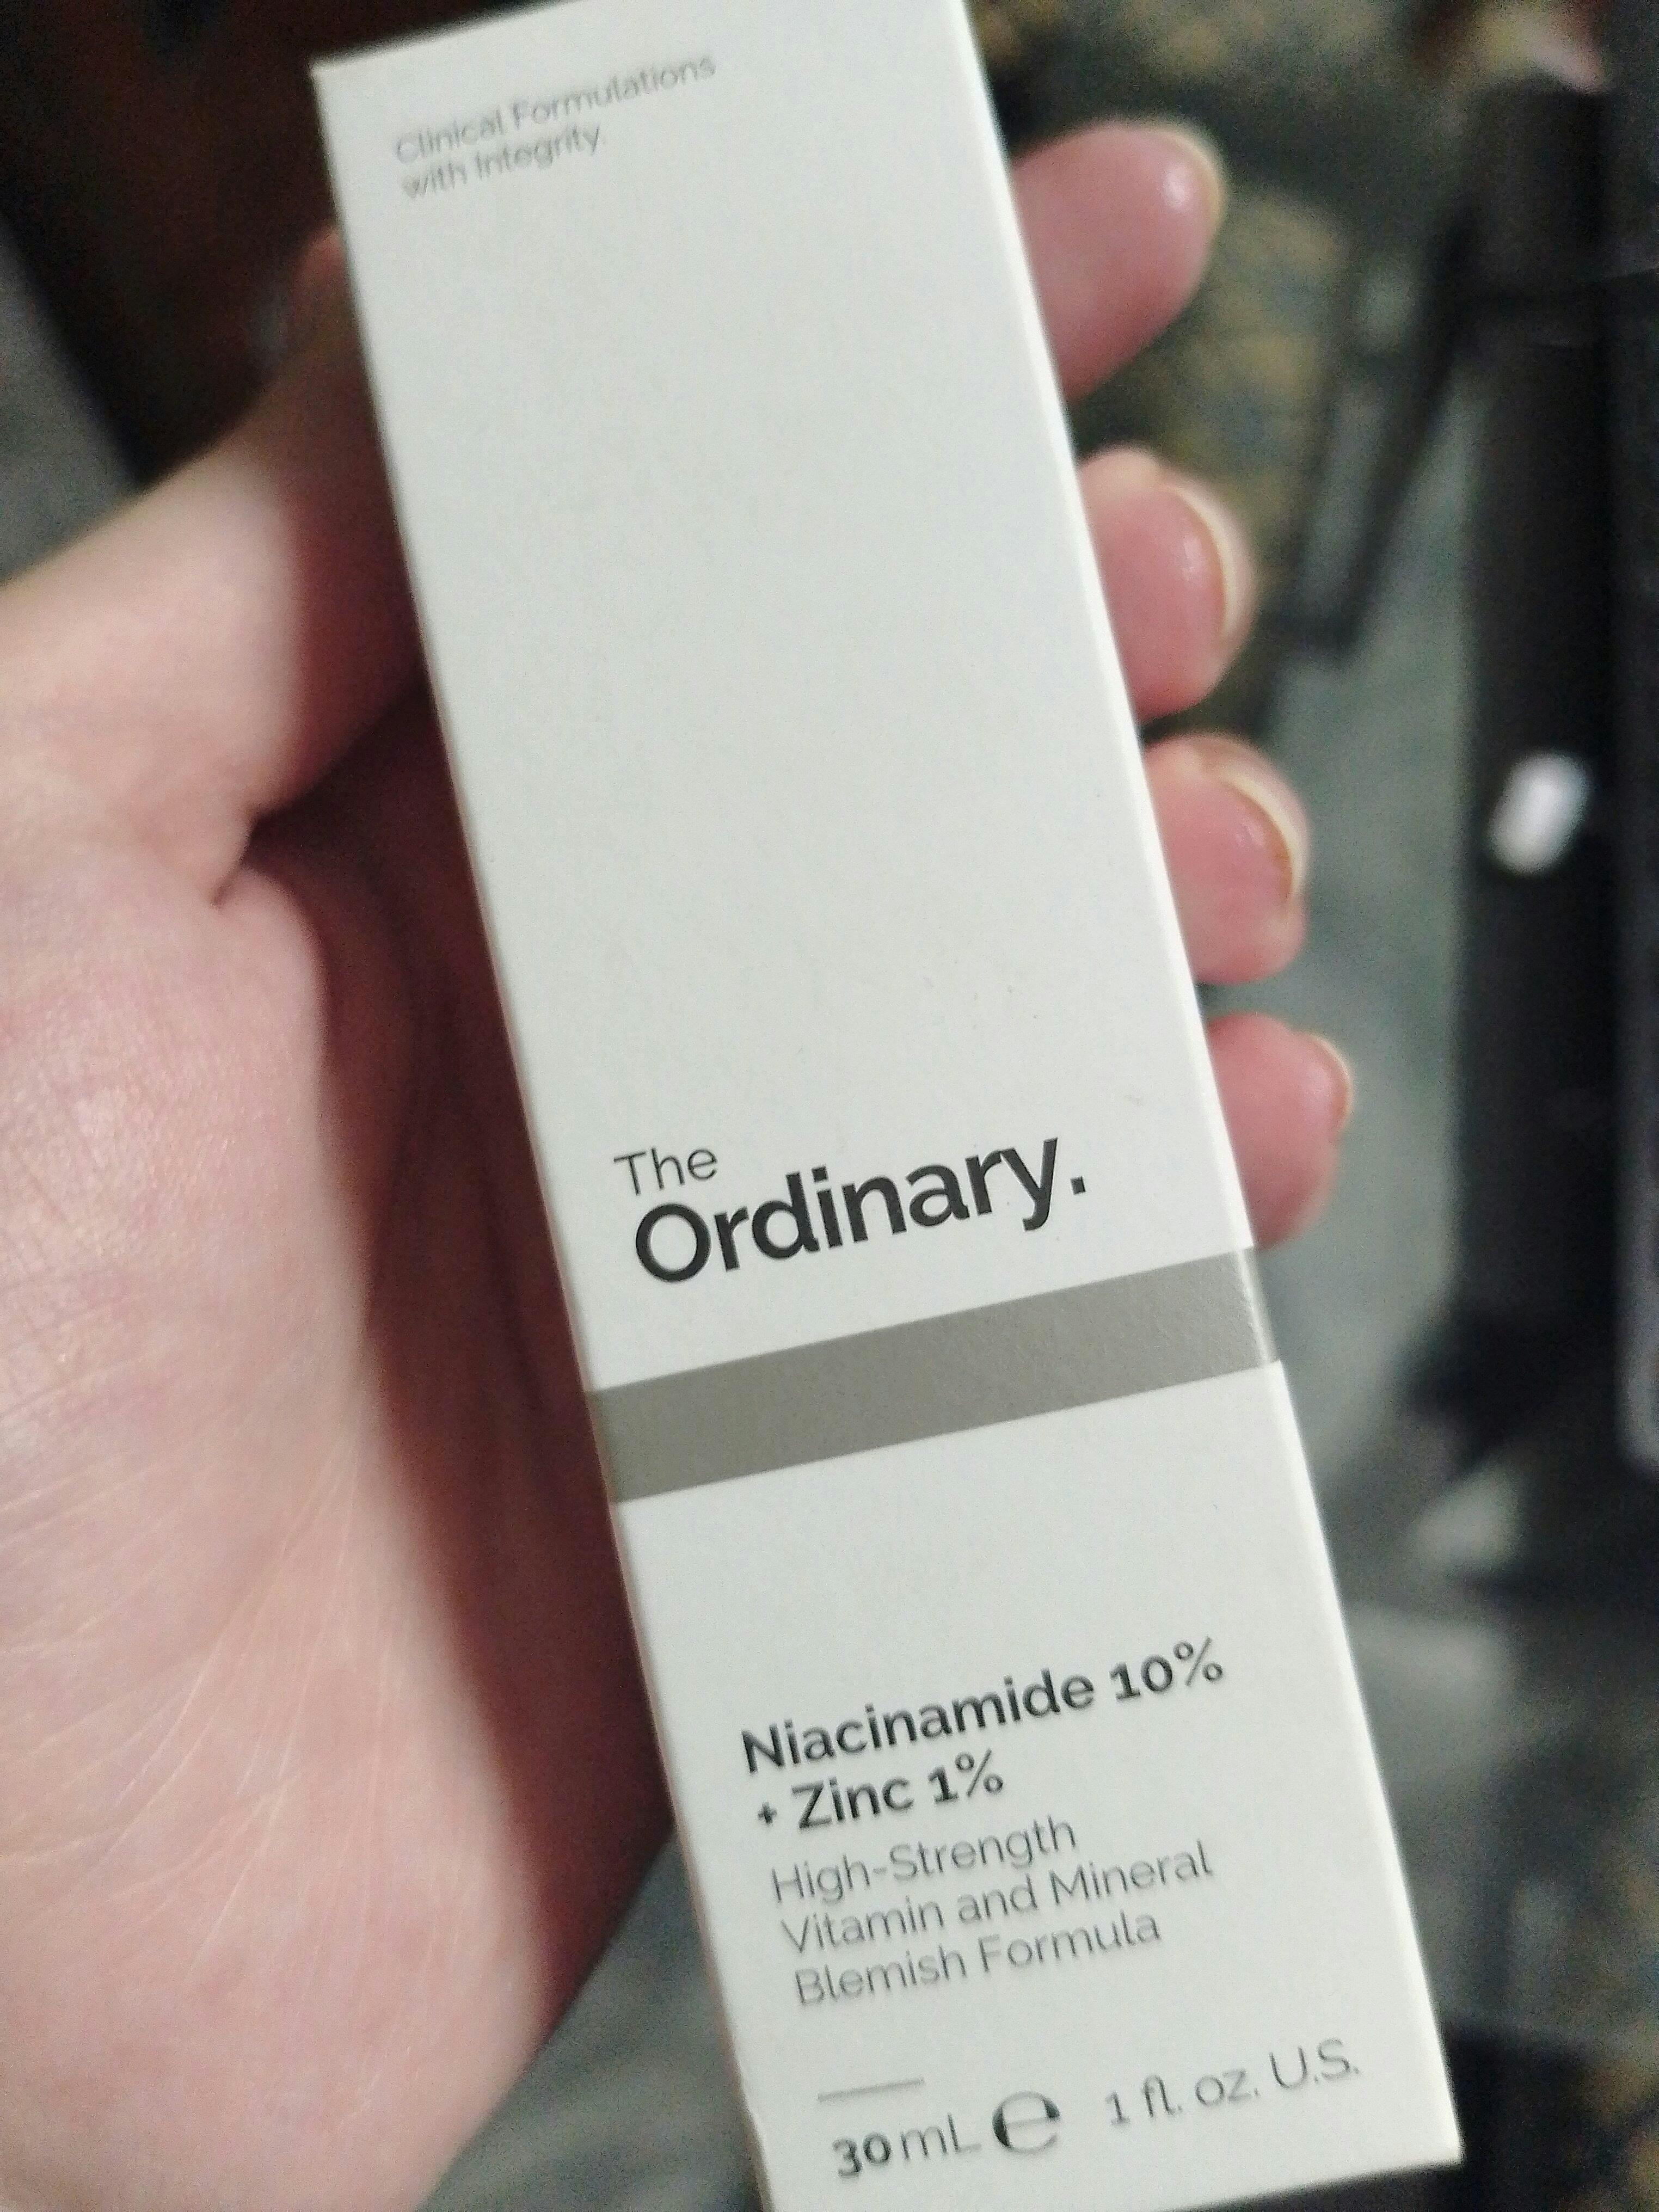 Clinical Formulations
with Integrity.
The
Ordinary.
Niacinamide 10%
+ Zinc 1%
High-Strength
Vitamin and Mineral
Blemish Formula
30 mL ℮ 1 fl. oz. U.S.